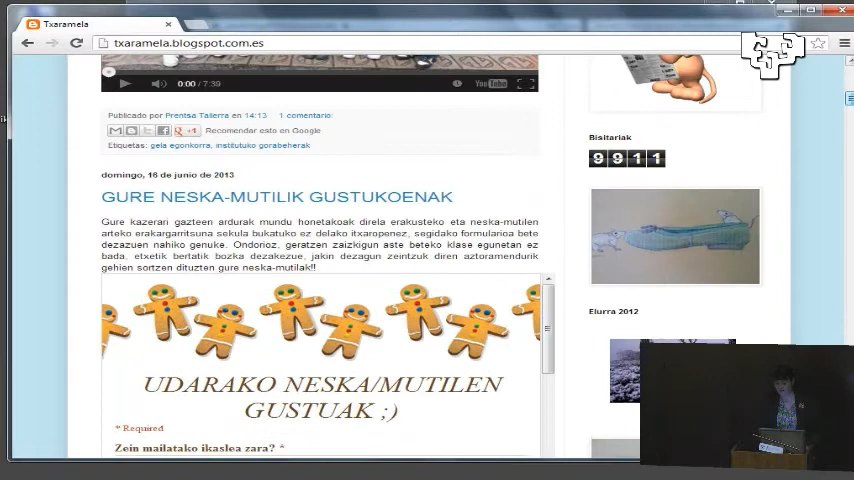 Txaramela
txaramela.blogspot.com.es
0:00 / 7:39
YouTube
Publicado por Prentsa Tailerra en 14:13 1 comentario:
+1 Recomendar esto en Google
Etiquetas: gela egonkorra, institutuko gorabeherak
domingo, 16 de junio de 2013
GURE NESKA-MUTILIK GUSTUKOENAK
Gure kazerari gazteen ardurak mundu honetakoak direla erakusteko eta neska-mutilen
arteko erakargarritsuna sekula bukatuko ez delako itxaropenez, segidako formularioa bete
dezazuen nahiko genuke. Ondorioz, geratzen zaizkigun aste beteko klase egunetan ez
bada, etxetik bertatik bozka dezakezue, jakin dezagun zeintzuk diren aztoramendurik
gehien sortzen dituzten gure neska-mutilak!!
UDARAKO NESKA/MUTILEN
GUSTUAK ;)
* Required
Zein mailatako ikaslea zara? *
Bisitariak
9911
Elurra 2012